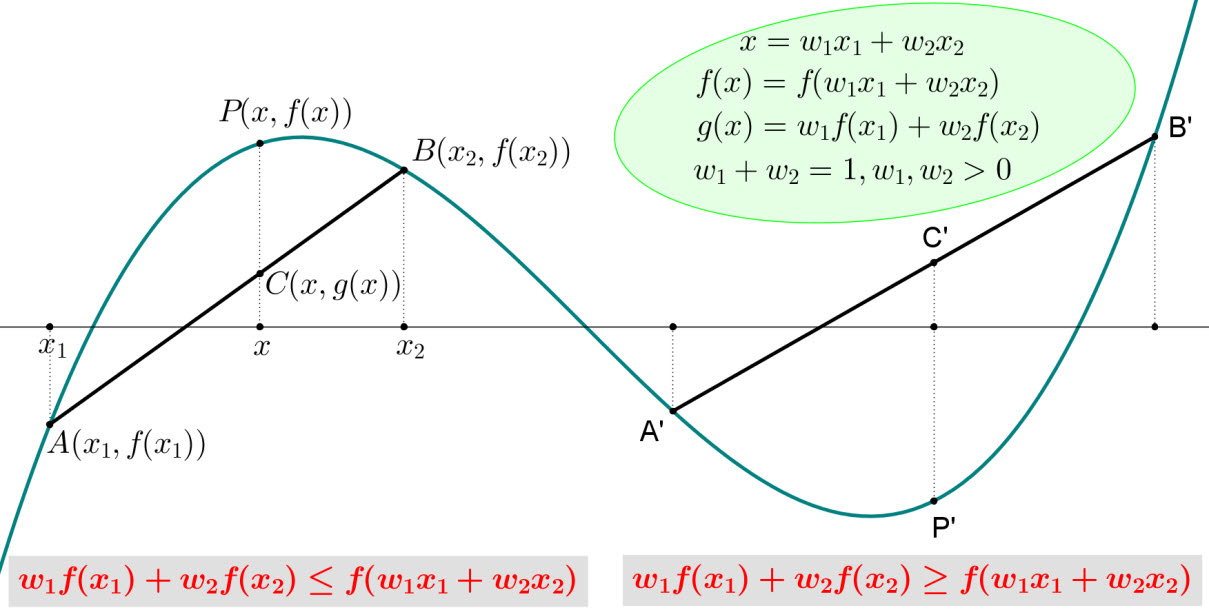 x = w₁x₁ + w₂x₂
f(x) = f(w₁x₁ + w₂x₂)
g(x) = w₁f(x₁) + w₂f(x₂)
w₁ + w₂ = 1, w₁, w₂ > 0
P(x, f(x))
B(x₂, f(x₂))
B'
C'
C(x, g(x))
x₁
x
x₂
A(x₁, f(x₁))
A'
P'
w₁f(x₁) + w₂f(x₂) ≤ f(w₁x₁ + w₂x₂)
w₁f(x₁) + w₂f(x₂) ≥ f(w₁x₁ + w₂x₂)